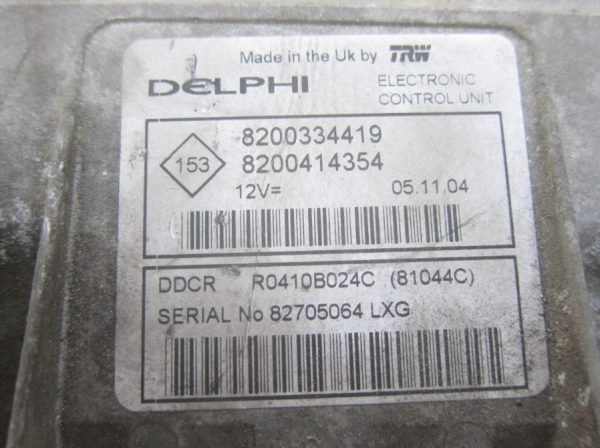 Made in the Uk by TRW
DELPHI ELECTRONIC
CONTROL UNIT
153
8200334419
8200414354
12V= 05.11.04
DDCR R0410B024C (81044C)
SERIAL No 82705064 LXG